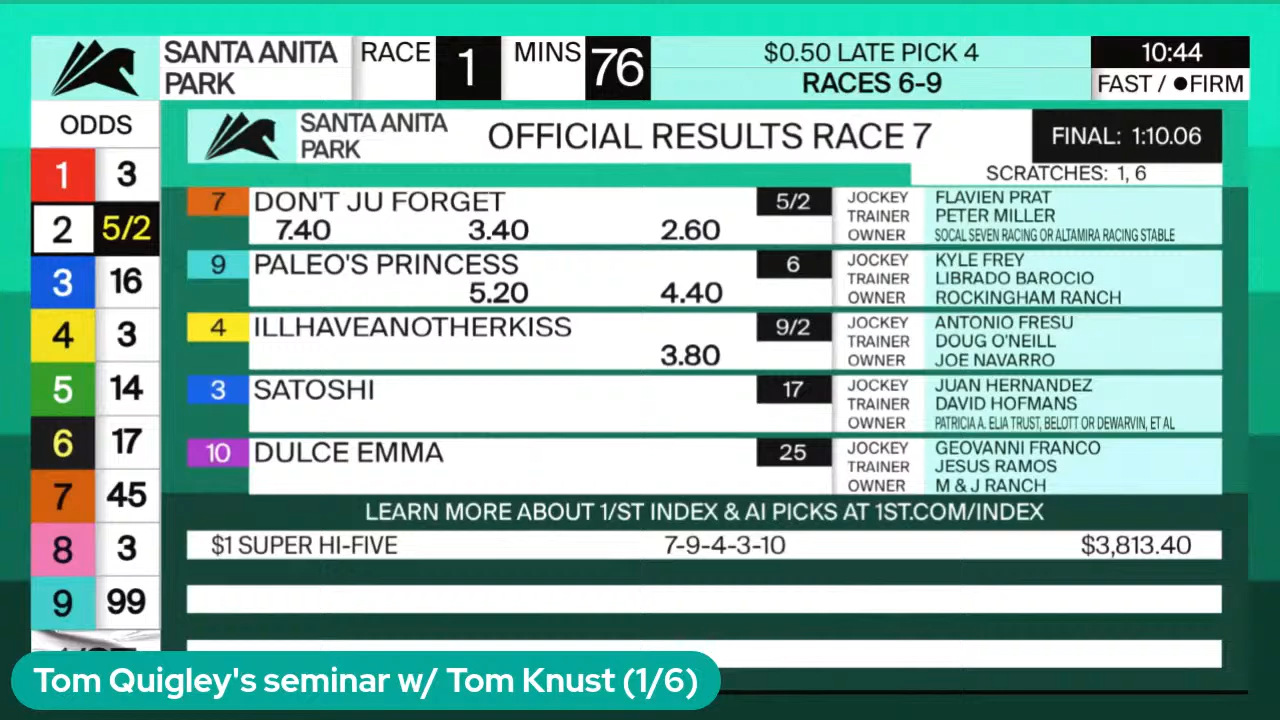 SANTA ANITA PARK
RACE 1
MINS 76
$0.50 LATE PICK 4
RACES 6-9
10:44
FAST / ●FIRM
ODDS
1 3
2 5/2
3 16
4 3
5 14
6 17
7 45
8 3
9 99
SANTA ANITA PARK
OFFICIAL RESULTS RACE 7
FINAL: 1:10.06
SCRATCHES: 1, 6
7 DON'T JU FORGET 5/2
7.40 3.40 2.60
JOCKEY FLAVIEN PRAT
TRAINER PETER MILLER
OWNER SOCAL SEVEN RACING OR ALTAMIRA RACING STABLE
9 PALEO'S PRINCESS 6
5.20 4.40
JOCKEY KYLE FREY
TRAINER LIBRADO BAROCIO
OWNER ROCKINGHAM RANCH
4 ILLHAVEANOTHERKISS 9/2
3.80
JOCKEY ANTONIO FRESU
TRAINER DOUG O'NEILL
OWNER JOE NAVARRO
3 SATOSHI 17
JOCKEY JUAN HERNANDEZ
TRAINER DAVID HOFMANS
OWNER PATRICIA A. ELIA TRUST, BELOTT OR DEWARVIN, ET AL
10 DULCE EMMA 25
JOCKEY GEOVANNI FRANCO
TRAINER JESUS RAMOS
OWNER M & J RANCH
LEARN MORE ABOUT 1/ST INDEX & AI PICKS AT 1ST.COM/INDEX
$1 SUPER HI-FIVE 7-9-4-3-10 $3,813.40
Tom Quigley's seminar w/ Tom Knust (1/6)